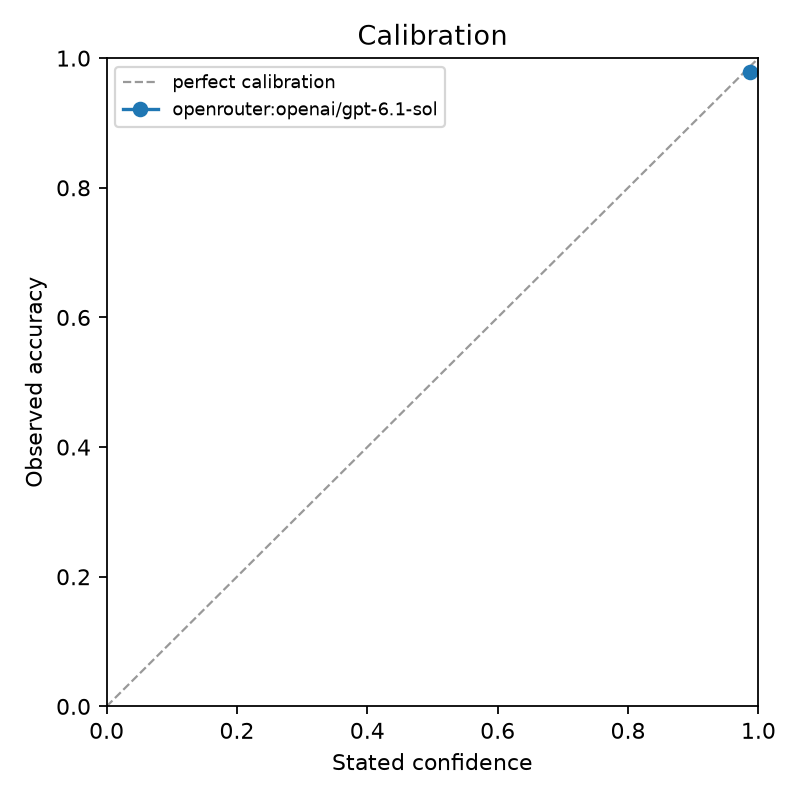 Calibration
perfect calibration
openrouter:openai/gpt-6.1-sol
1.0
0.8
0.6
0.4
0.2
0.0
Observed accuracy
0.0 0.2 0.4 0.6 0.8 1.0
Stated confidence